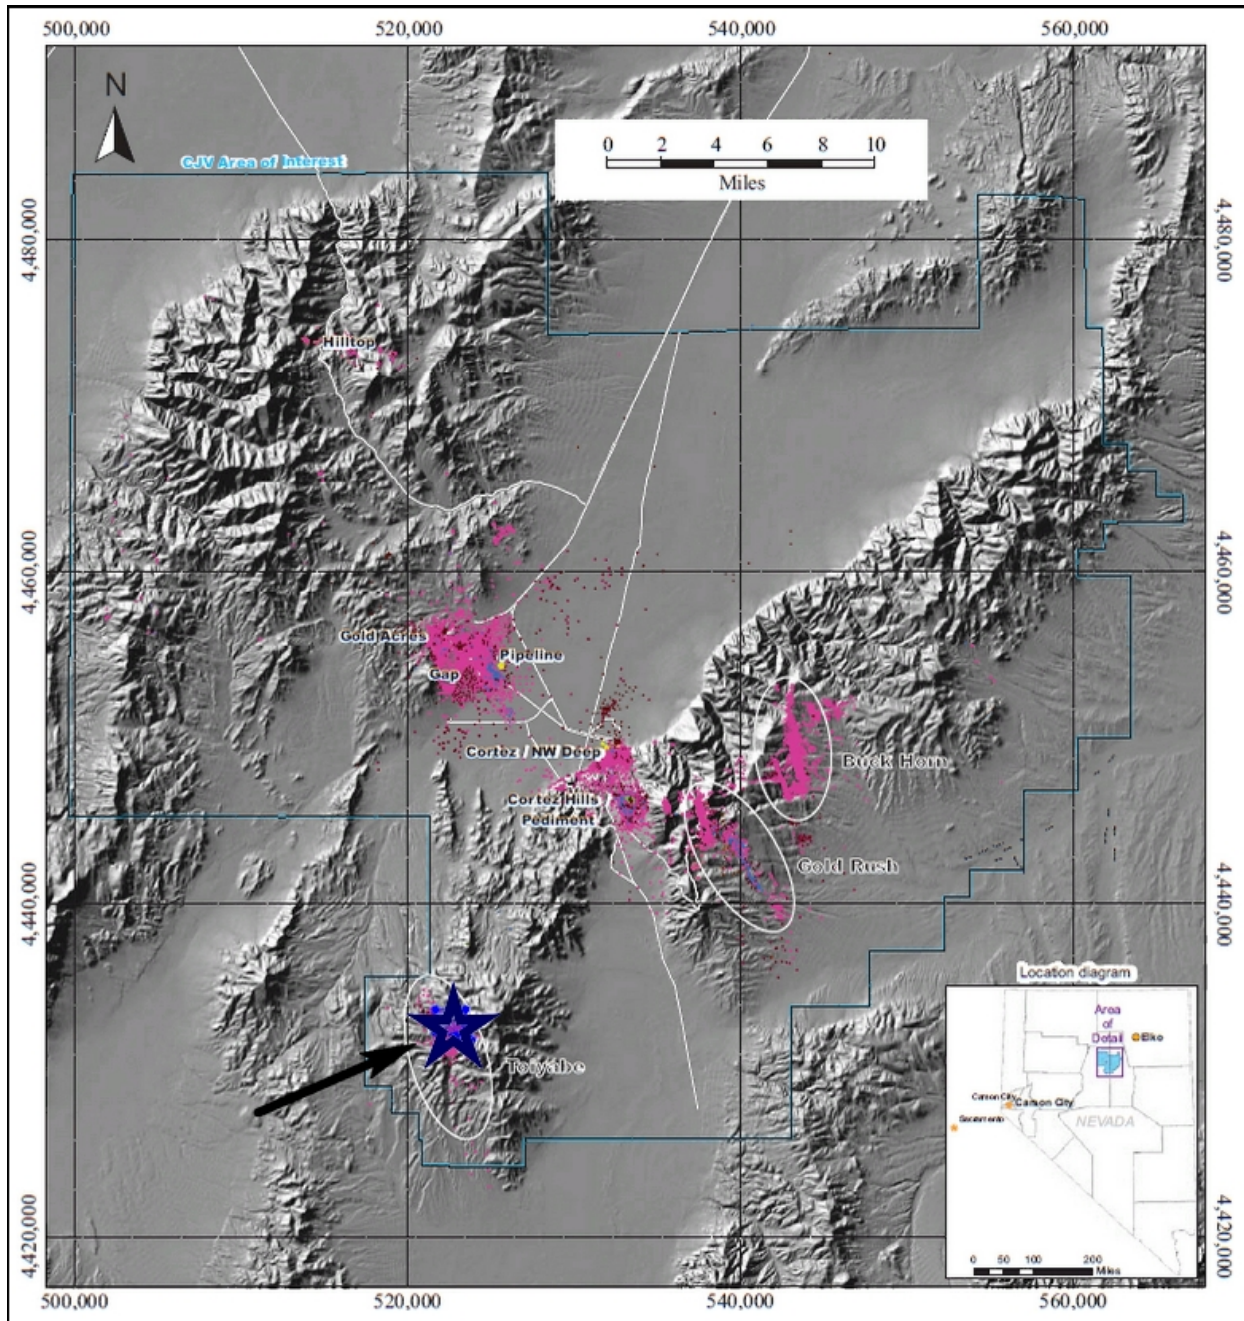 500,000 520,000 540,000 560,000
N
0 2 4 6 8 10
Miles
CJV Area of Interest
4,480,000 4,480,000
Hilltop
4,460,000 4,460,000
Gold Acres
Pipeline
Gap
Cortez / NW Deep
Buck Horn
Cortez Hills
Pediment
Gold Rush
4,440,000 4,440,000
Toiyabe
Location diagram
Area
of
Detail
Elko
Carson City
Carson City
Sacramento
NEVADA
4,420,000 4,420,000
0 50 100 200
Miles
500,000 520,000 540,000 560,000